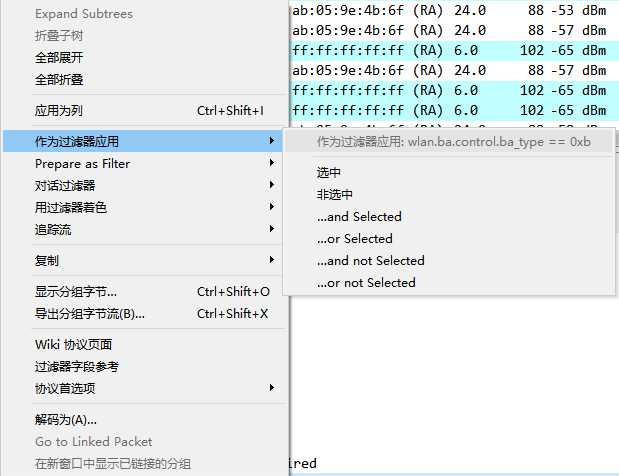 Expand Subtrees
折叠子树
全部展开
全部折叠
应用为列 Ctrl+Shift+I
作为过滤器应用
Prepare as Filter
对话过滤器
用过滤器着色
追踪流
复制
显示分组字节... Ctrl+Shift+O
导出分组字节流(B)... Ctrl+Shift+X
Wiki 协议页面
过滤器字段参考
协议首选项
解码为(A)...
Go to Linked Packet
在新窗口中显示已链接的分组
ab:05:9e:4b:6f (RA) 24.0 88 -53 dBm
ab:05:9e:4b:6f (RA) 24.0 88 -57 dBm
ff:ff:ff:ff:ff (RA) 6.0 102 -65 dBm
ab:05:9e:4b:6f (RA) 24.0 88 -57 dBm
ff:ff:ff:ff:ff (RA) 6.0 102 -65 dBm
ff:ff:ff:ff:ff (RA) 6.0 102 -65 dBm
作为过滤器应用: wlan.ba.control.ba_type == 0xb
选中
非选中
...and Selected
...or Selected
...and not Selected
...or not Selected
ired